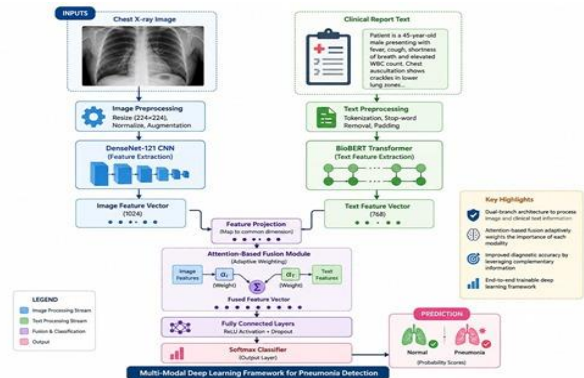 INPUTS
Chest X-ray Image
Clinical Report Text
Patient is a 45-year-old
male presenting with
fever, cough, shortness
of breath and elevated
WBC count. Chest
auscultation shows
crackles in lower
lung zones...
Image Preprocessing
Resize (224×224),
Normalize, Augmentation
Text Preprocessing
Tokenization, Stop-word
Removal, Padding
DenseNet-121 CNN
(Feature Extraction)
BioBERT Transformer
(Text Feature Extraction)
Image Feature Vector
(1024)
Text Feature Vector
(768)
Feature Projection
(Map to common dimension)
Attention-Based Fusion Module
(Adaptive Weighting)
Image
Features
(Weight)
Σ
(Weight)
Text
Features
Fused Feature Vector
Fully Connected Layers
ReLU Activation + Dropout
Softmax Classifier
(Output Layer)
Key Highlights
Dual-branch architecture to process
image and clinical text information
Attention-based fusion adaptively
weights the importance of each
modality
Improved diagnostic accuracy by
leveraging complementary
information
End-to-end trainable deep
learning framework
LEGEND
Image Processing Stream
Text Processing Stream
Fusion & Classification
Output
PREDICTION
Normal
Pneumonia
(Probability Scores)
Multi-Modal Deep Learning Framework for Pneumonia Detection